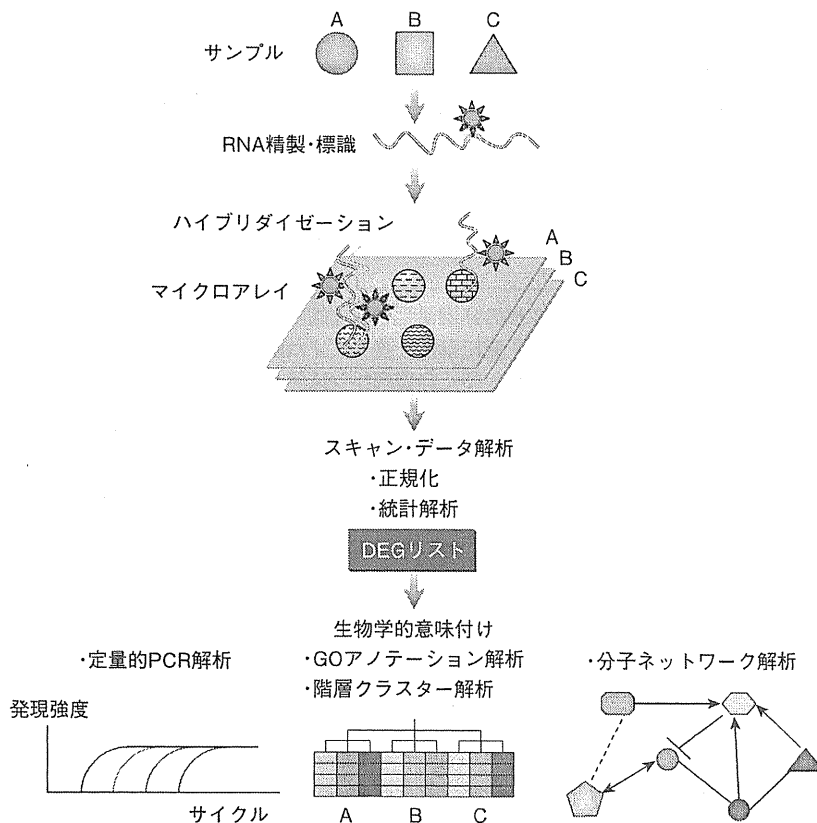 A B C
サンプル
RNA精製・標識
ハイブリダイゼーション
マイクロアレイ
A
B
C
スキャン・データ解析
・正規化
・統計解析
DEGリスト
生物学的意味付け
・定量的PCR解析
・GOアノテーション解析
・階層クラスター解析
・分子ネットワーク解析
発現強度
サイクル
A B C